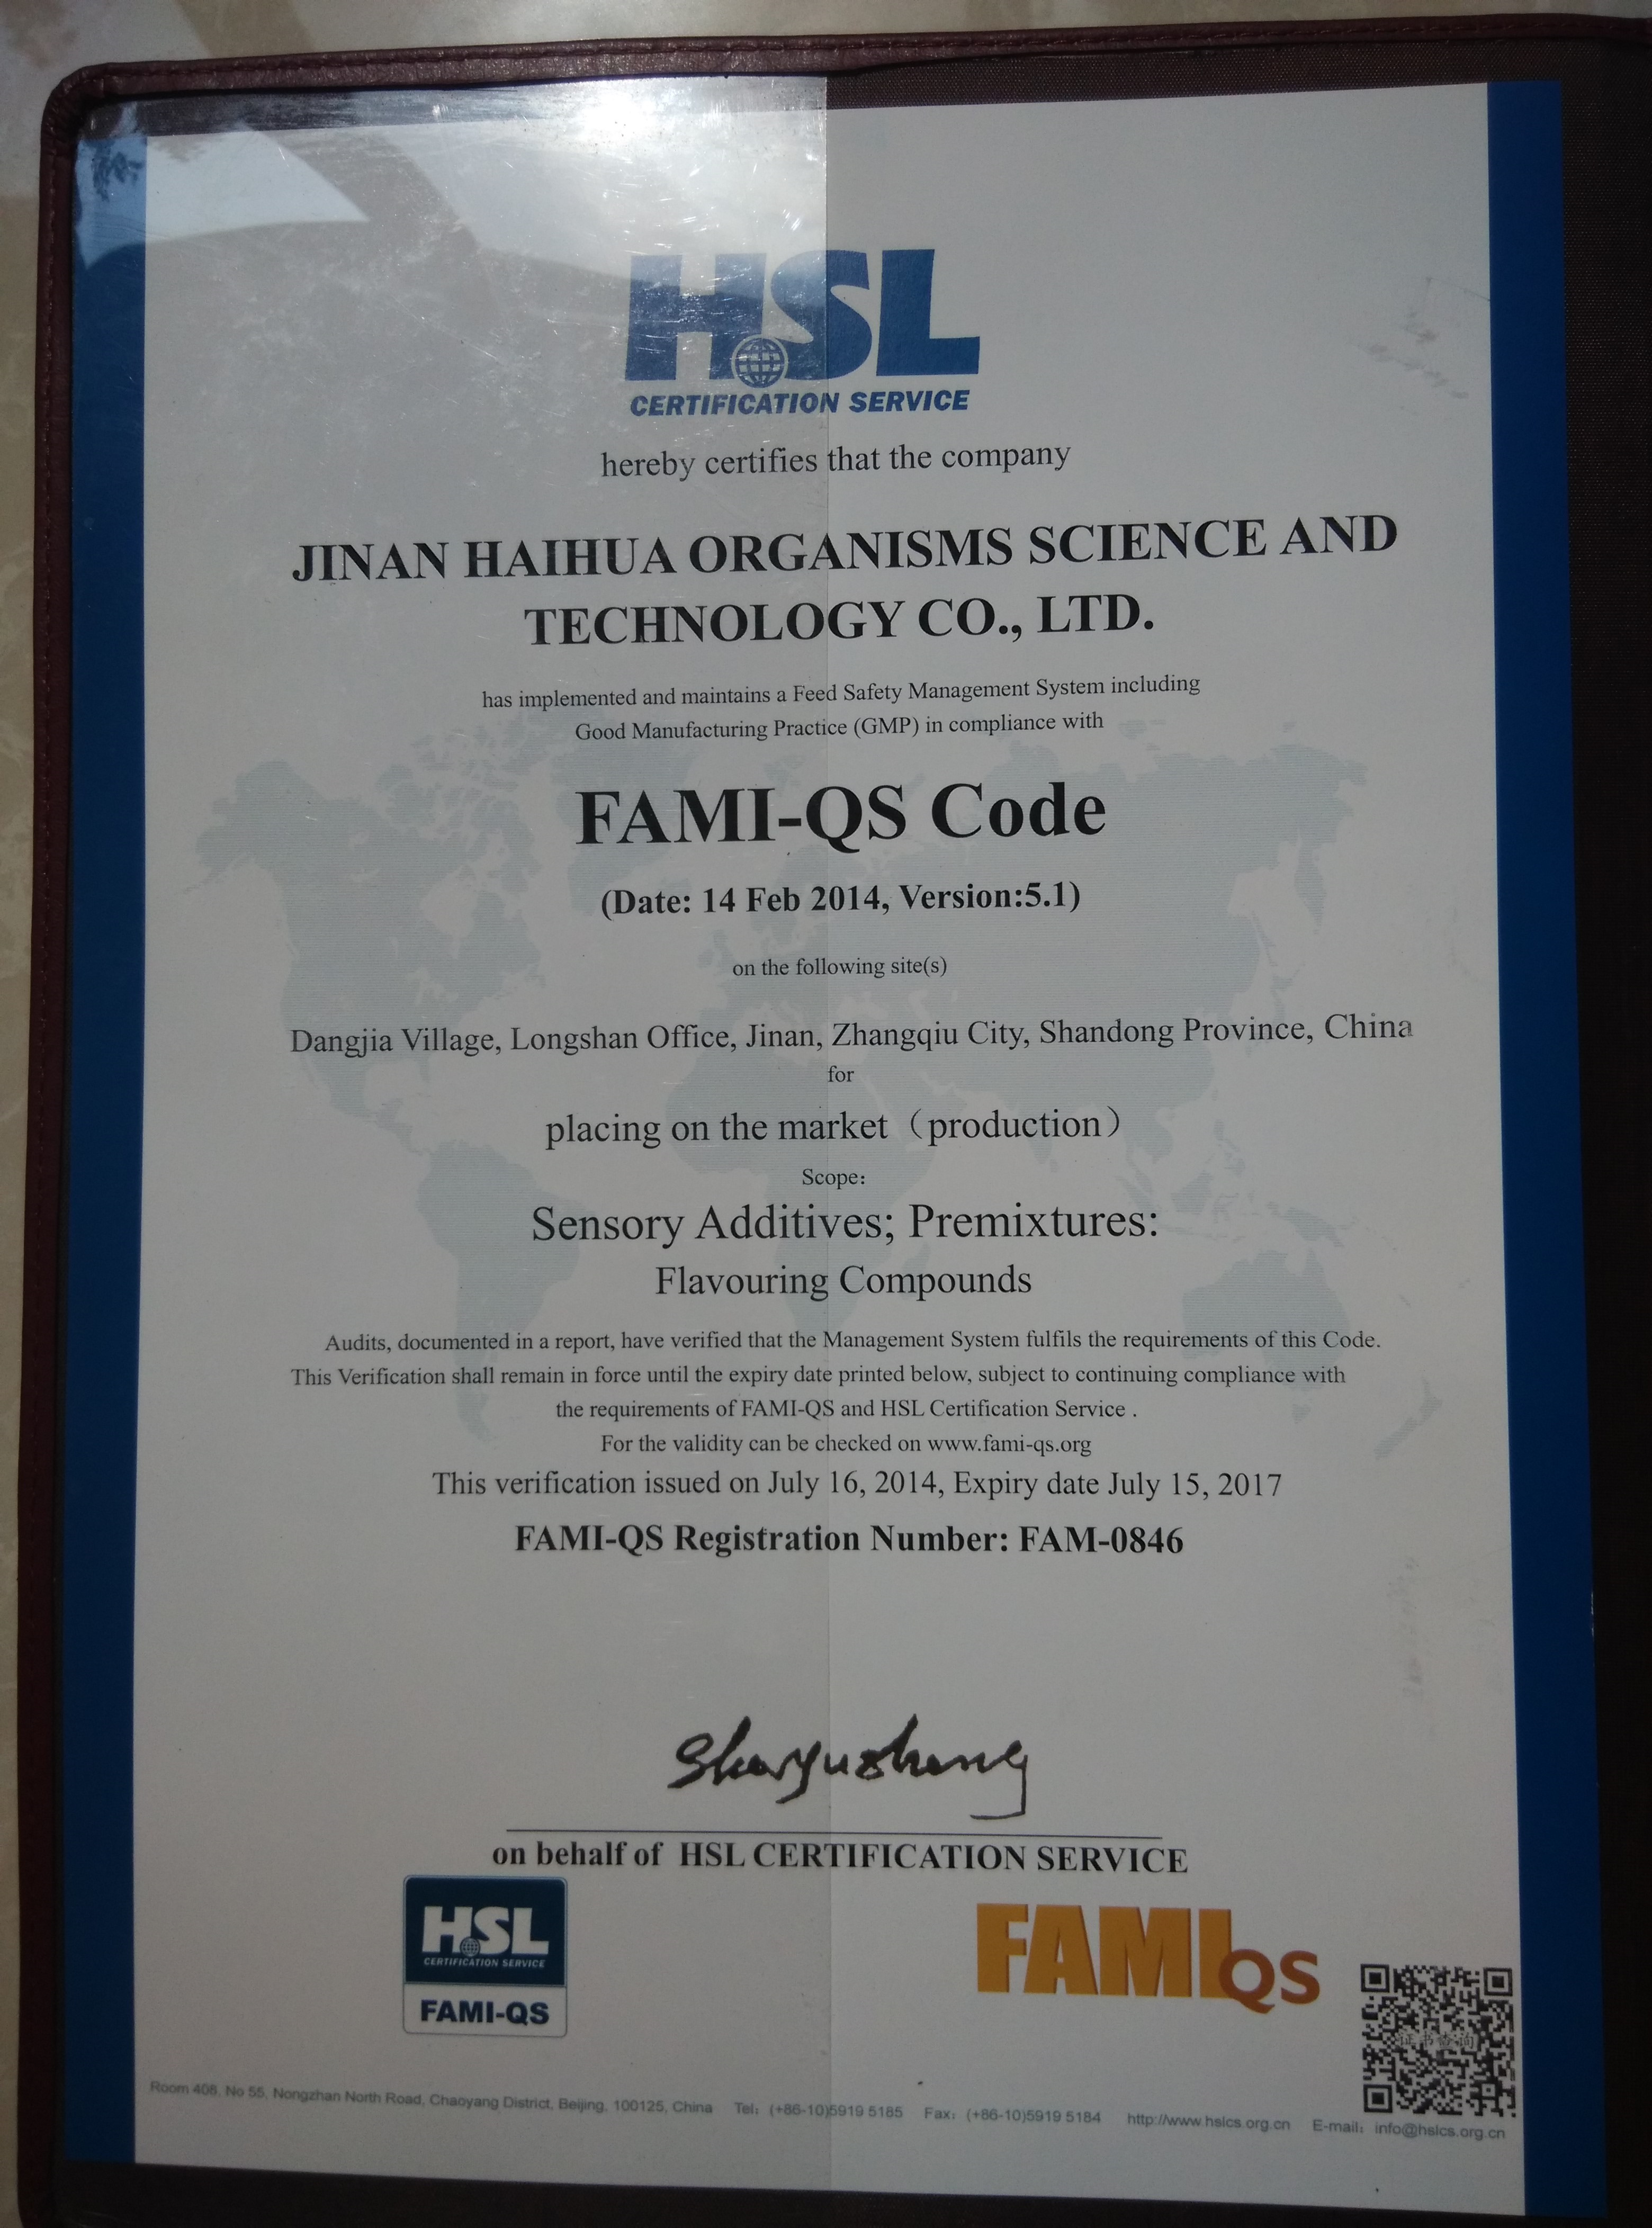 HSL
CERTIFICATION SERVICE
hereby certifies that the company
JINAN HAIHUA ORGANISMS SCIENCE AND
TECHNOLOGY CO., LTD.
has implemented and maintains a Feed Safety Management System including
Good Manufacturing Practice (GMP) in compliance with
FAMI-QS Code
(Date: 14 Feb 2014, Version:5.1)
on the following site(s)
Dangjia Village, Longshan Office, Jinan, Zhangqiu City, Shandong Province, China
for
placing on the market（production）
Scope:
Sensory Additives; Premixtures:
Flavouring Compounds
Audits, documented in a report, have verified that the Management System fulfils the requirements of this Code.
This Verification shall remain in force until the expiry date printed below, subject to continuing compliance with
the requirements of FAMI-QS and HSL Certification Service .
For the validity can be checked on www.fami-qs.org
This verification issued on July 16, 2014, Expiry date July 15, 2017
FAMI-QS Registration Number: FAM-0846
on behalf of HSL CERTIFICATION SERVICE
HSL
CERTIFICATION SERVICE
FAMI-QS
FAMI QS
证书查询
Room 408, No 55, Nongzhan North Road, Chaoyang District, Beijing, 100125, China Tel: (+86-10)5919 5185 Fax: (+86-10)5919 5184 http://www.hslcs.org.cn E-mail: info@hslcs.org.cn